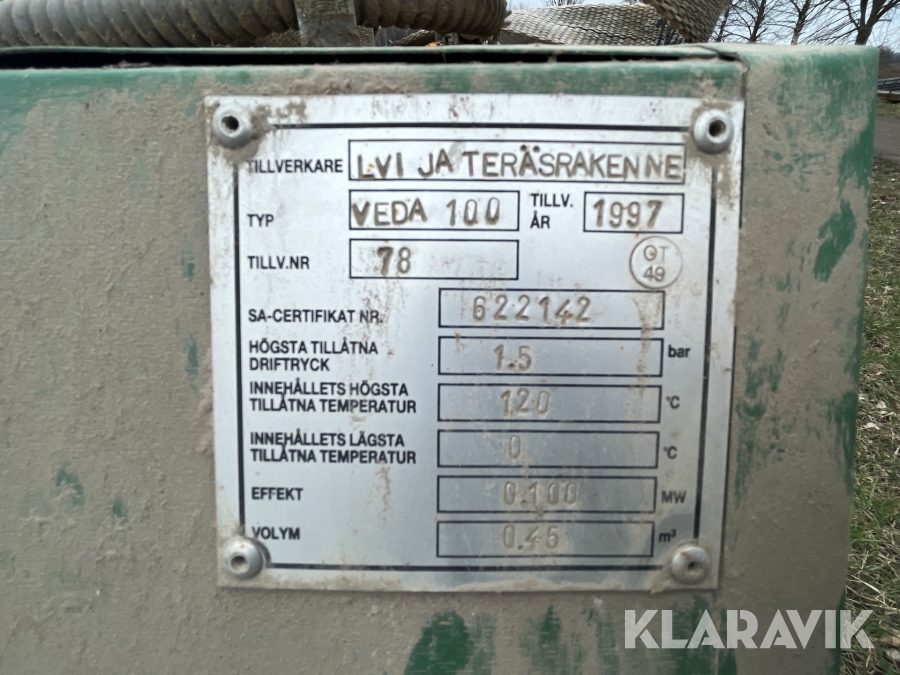 TILLVERKARE LVI JA TERÄSRAKENNE
TYP VEDA 100 TILLV. ÅR 1997
TILLV.NR 78 QT 49
SA-CERTIFIKAT NR. 622142
HÖGSTA TILLÅTNA
DRIFTRYCK 1.5 bar
INNEHÅLLETS HÖGSTA
TILLÅTNA TEMPERATUR 120 °C
INNEHÅLLETS LÄGSTA
TILLÅTNA TEMPERATUR 0 °C
EFFEKT 0.100 MW
VOLYM 0.45 m³
KLARAVIK